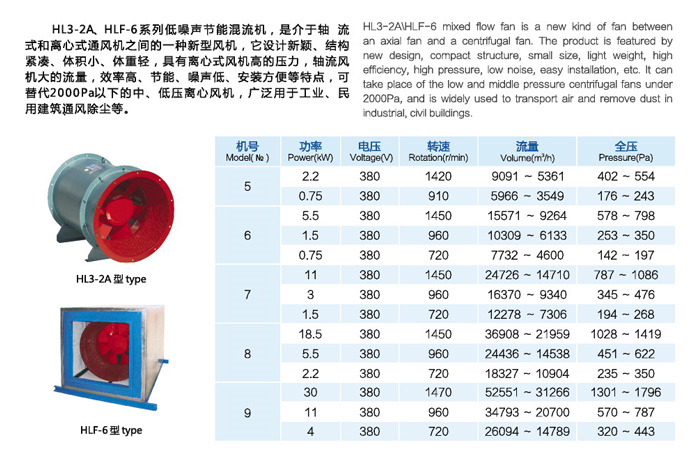 HL3-2A、HLF-6系列低噪声节能混流机，是介于轴 流
式和离心式通风机之间的一种新型风机，它设计新颖、结构
紧凑、体积小、体重轻，具有离心式风机高的压力，轴流风
机大的流量，效率高、节能、噪声低、安装方便等特点，可
替代2000Pa以下的中、低压离心风机，广泛用于工业、民
用建筑通风除尘等。
HL3-2A\HLF-6 mixed flow fan is a new kind of fan between
an axial fan and a centrifugal fan. The product is featured by
new design, compact structure, small size, light weight, high
efficiency, high pressure, low noise, easy installation, etc. It can
take place of the low and middle pressure centrifugal fans under
2000Pa, and is widely used to transport air and remove dust in
industrial, civil buildings.
HL3-2A 型 type
HLF-6 型 type
机号 功率 电压 转速 流量 全压
Model(№) Power(kW) Voltage(V) Rotation(r/min) Volume(m³/h) Pressure(Pa)
5 2.2 380 1420 9091 ~ 5361 402 ~ 554
0.75 380 910 5966 ~ 3549 176 ~ 243
6 5.5 380 1450 15571 ~ 9264 578 ~ 798
1.5 380 960 10309 ~ 6133 253 ~ 350
0.75 380 720 7732 ~ 4600 142 ~ 197
7 11 380 1450 24726 ~ 14710 787 ~ 1086
3 380 960 16370 ~ 9340 345 ~ 476
1.5 380 720 12278 ~ 7306 194 ~ 268
8 18.5 380 1450 36908 ~ 21959 1028 ~ 1419
5.5 380 960 24436 ~ 14538 451 ~ 622
2.2 380 720 18327 ~ 10904 235 ~ 350
9 30 380 1470 52551 ~ 31266 1301 ~ 1796
11 380 960 34793 ~ 20700 570 ~ 787
4 380 720 26094 ~ 14789 320 ~ 443